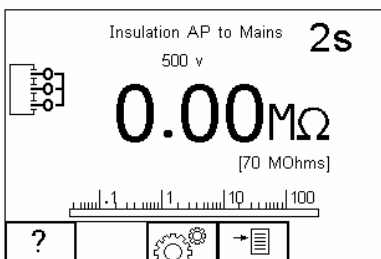 Insulation AP to Mains 2s
500 v
0.00MΩ
[70 MOhms]
.1 1 10 100
?